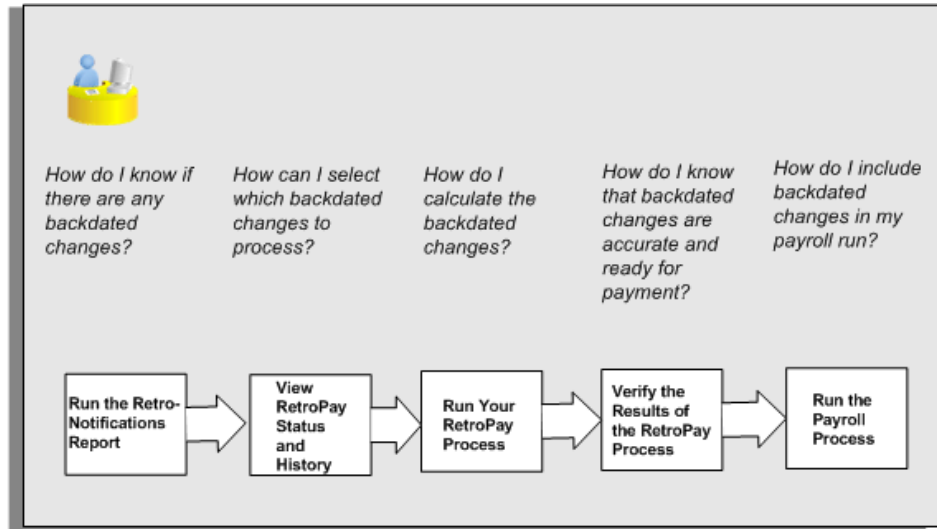 How do I know if
there are any
backdated
changes?
How can I select
which backdated
changes to
process?
How do I
calculate the
backdated
changes?
How do I know
that backdated
changes are
accurate and
ready for
payment?
How do I include
backdated
changes in my
payroll run?
Run the Retro-
Notifications
Report
View
RetroPay
Status
and
History
Run Your
RetroPay
Process
Verify the
Results of
the RetroPay
Process
Run the
Payroll
Process